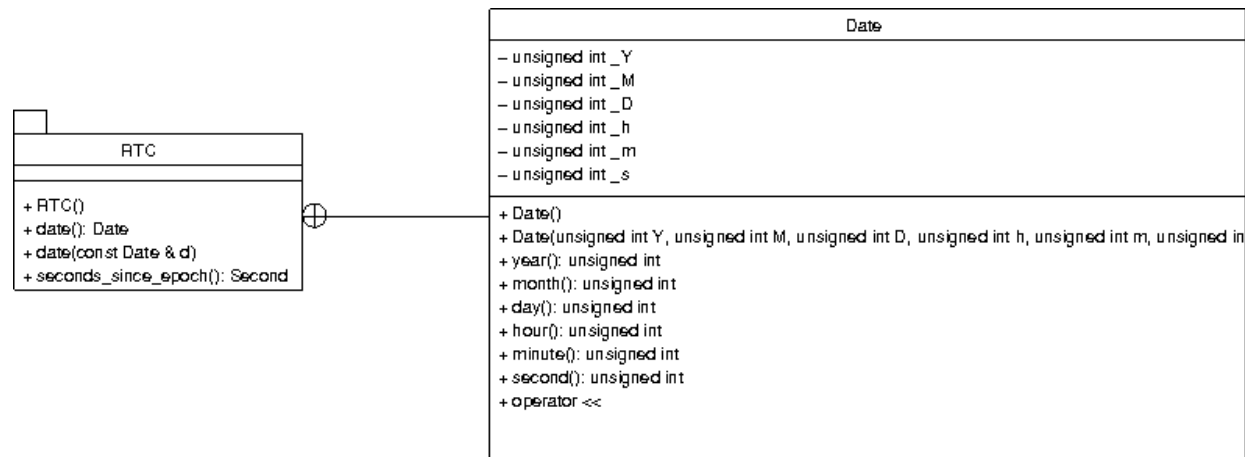 RTC
+ RTC()
+ date(): Date
+ date(const Date & d)
+ seconds_since_epoch(): Second
Date
– unsigned int _Y
– unsigned int _M
– unsigned int _D
– unsigned int _h
– unsigned int _m
– unsigned int _s
+ Date()
+ Date(unsigned int Y, unsigned int M, unsigned int D, unsigned int h, unsigned int m, unsigned in
+ year(): unsigned int
+ month(): unsigned int
+ day(): unsigned int
+ hour(): unsigned int
+ minute(): unsigned int
+ second(): unsigned int
+ operator <<